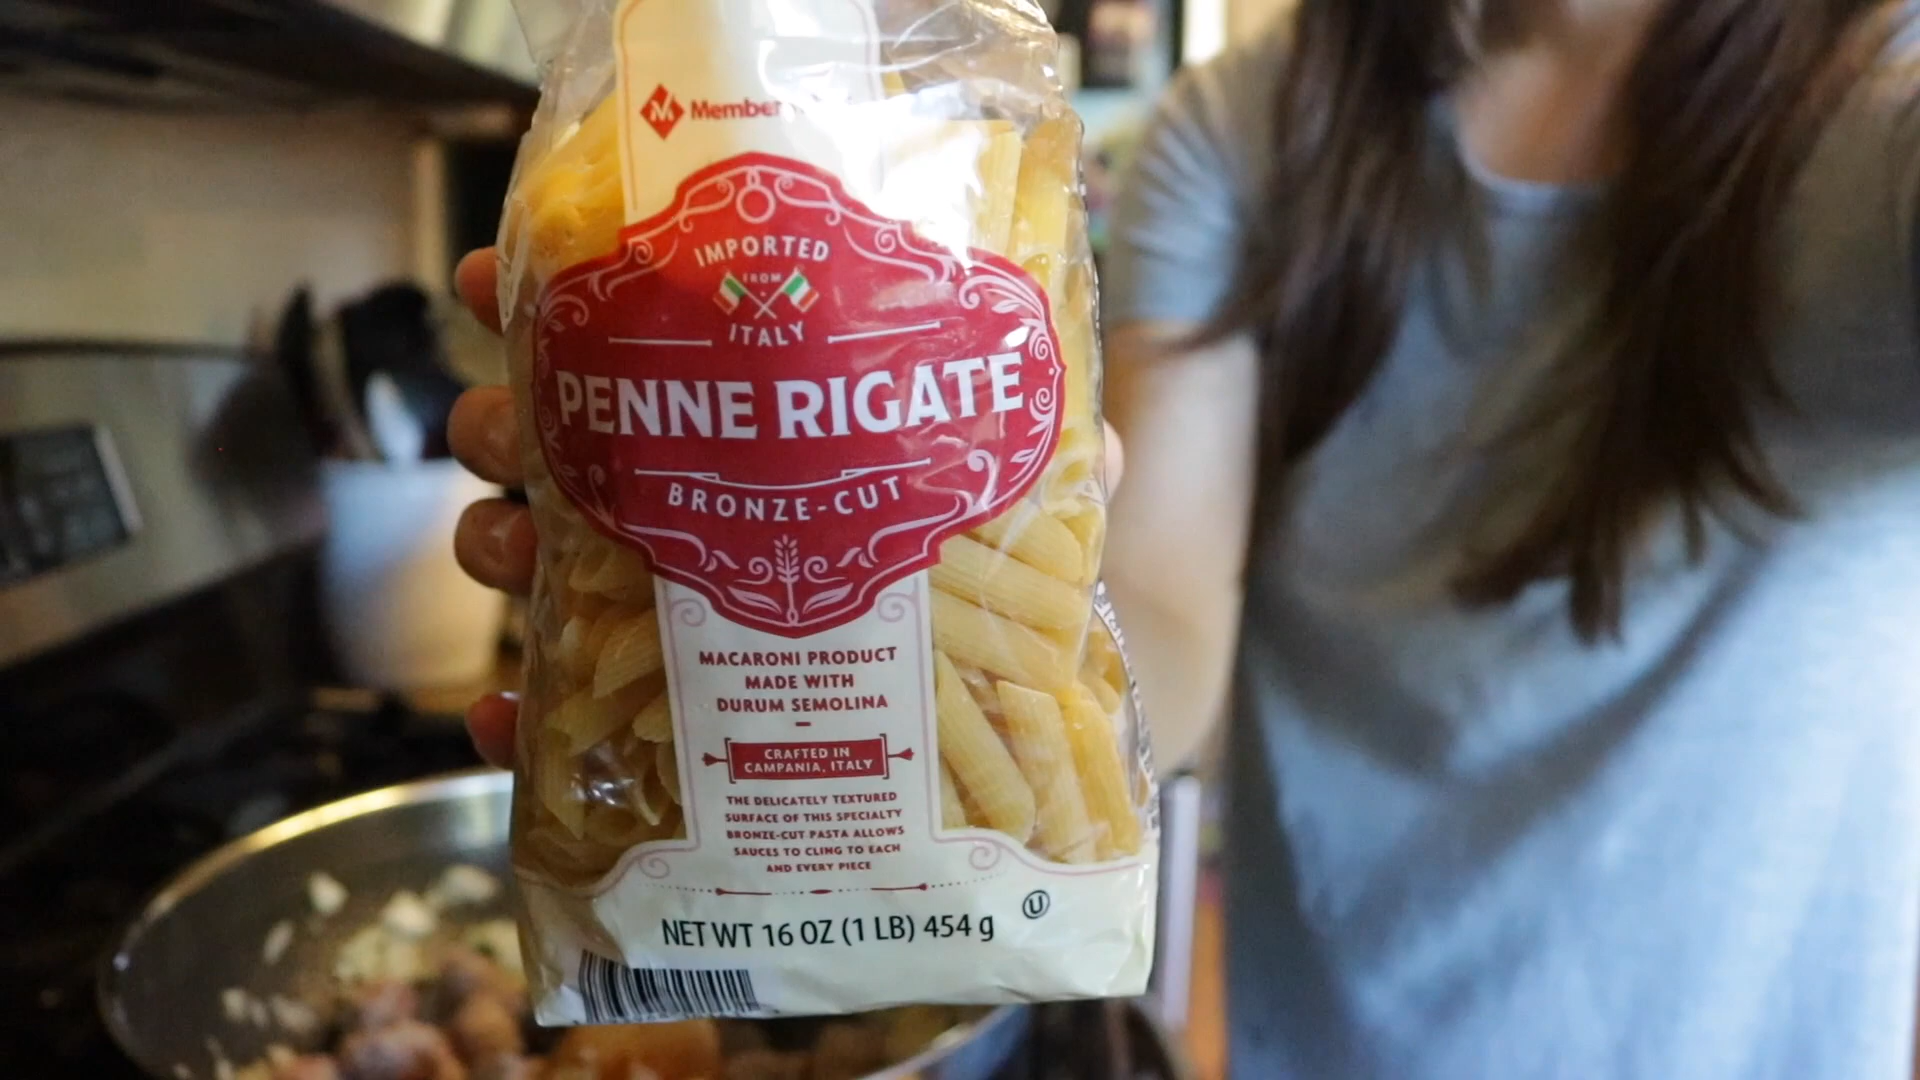 Member
IMPORTED
FROM
ITALY
PENNE RIGATE
BRONZE-CUT
MACARONI PRODUCT
MADE WITH
DURUM SEMOLINA
CRAFTED IN
CAMPANIA, ITALY
THE DELICATELY TEXTURED
SURFACE OF THIS SPECIALTY
BRONZE-CUT PASTA ALLOWS
SAUCES TO CLING TO EACH
AND EVERY PIECE
NET WT 16 OZ (1 LB) 454 g
U